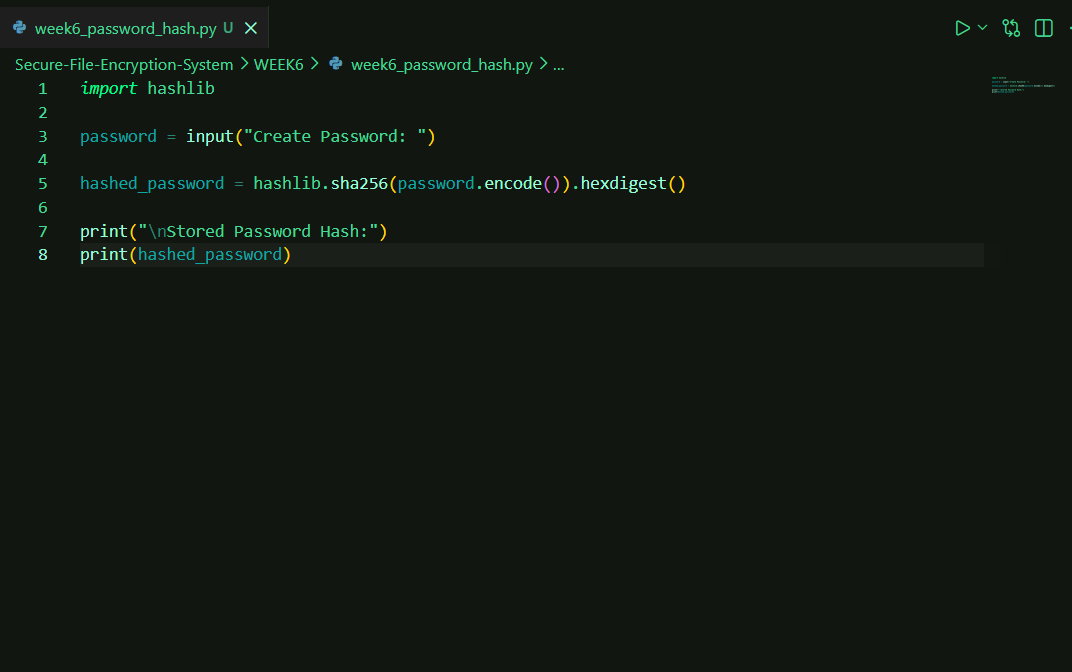 week6_password_hash.py U
Secure-File-Encryption-System > WEEK6 > week6_password_hash.py > ...
1 import hashlib
2
3 password = input("Create Password: ")
4
5 hashed_password = hashlib.sha256(password.encode()).hexdigest()
6
7 print("\nStored Password Hash:")
8 print(hashed_password)